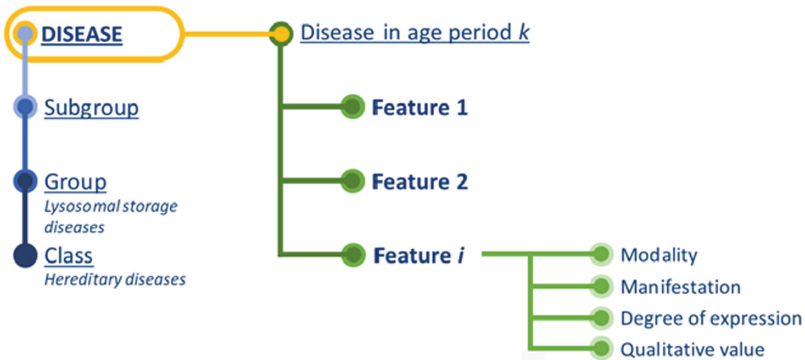 DISEASE
Subgroup
Group
Lysosomal storage
diseases
Class
Hereditary diseases
Disease in age period k
Feature 1
Feature 2
Feature i
Modality
Manifestation
Degree of expression
Qualitative value